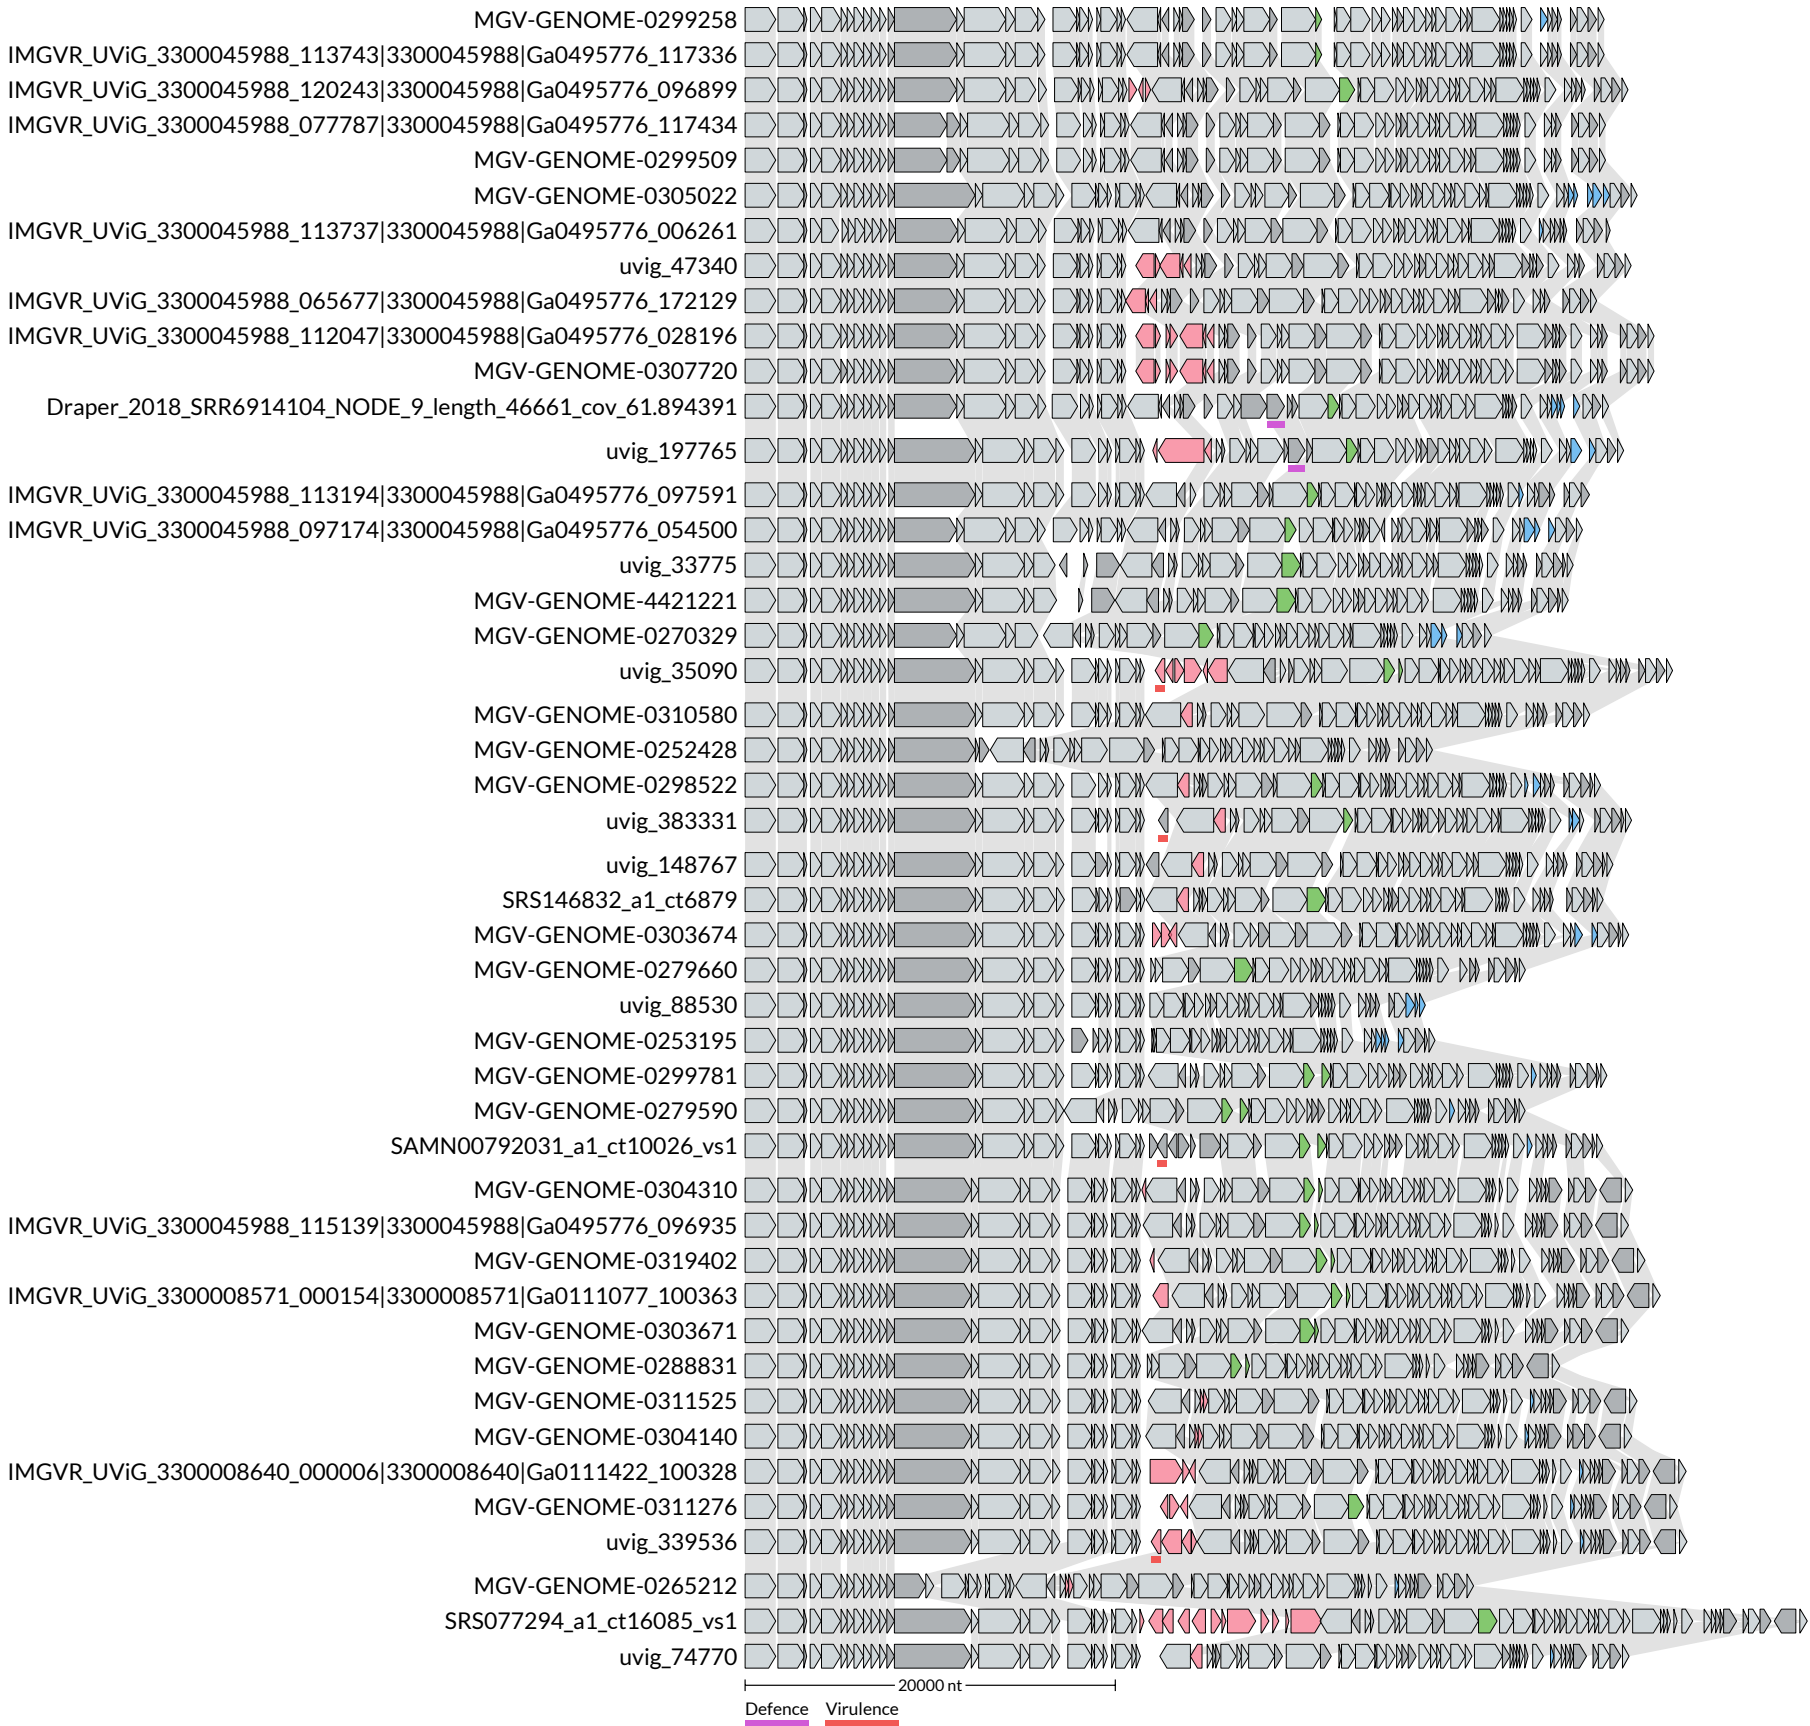 MGV-GENOME-0299258
IMGVR_UViG_3300045988_113743|3300045988|Ga0495776_117336
IMGVR_UViG_3300045988_120243|3300045988|Ga0495776_096899
IMGVR_UViG_3300045988_077787|3300045988|Ga0495776_117434
MGV-GENOME-0299509
MGV-GENOME-0305022
IMGVR_UViG_3300045988_113737|3300045988|Ga0495776_006261
uvig_47340
IMGVR_UViG_3300045988_065677|3300045988|Ga0495776_172129
IMGVR_UViG_3300045988_112047|3300045988|Ga0495776_028196
MGV-GENOME-0307720
Draper_2018_SRR6914104_NODE_9_length_46661_cov_61.894391
uvig_197765
IMGVR_UViG_3300045988_113194|3300045988|Ga0495776_097591
IMGVR_UViG_3300045988_097174|3300045988|Ga0495776_054500
uvig_33775
MGV-GENOME-4421221
MGV-GENOME-0270329
uvig_35090
MGV-GENOME-0310580
MGV-GENOME-0252428
MGV-GENOME-0298522
uvig_383331
uvig_148767
SRS146832_a1_ct6879
MGV-GENOME-0303674
MGV-GENOME-0279660
uvig_88530
MGV-GENOME-0253195
MGV-GENOME-0299781
MGV-GENOME-0279590
SAMN00792031_a1_ct10026_vs1
MGV-GENOME-0304310
IMGVR_UViG_3300045988_115139|3300045988|Ga0495776_096935
MGV-GENOME-0319402
IMGVR_UViG_3300008571_000154|3300008571|Ga0111077_100363
MGV-GENOME-0303671
MGV-GENOME-0288831
MGV-GENOME-0311525
MGV-GENOME-0304140
IMGVR_UViG_3300008640_000006|3300008640|Ga0111422_100328
MGV-GENOME-0311276
uvig_339536
MGV-GENOME-0265212
SRS077294_a1_ct16085_vs1
uvig_74770
20000 nt
Defence Virulence